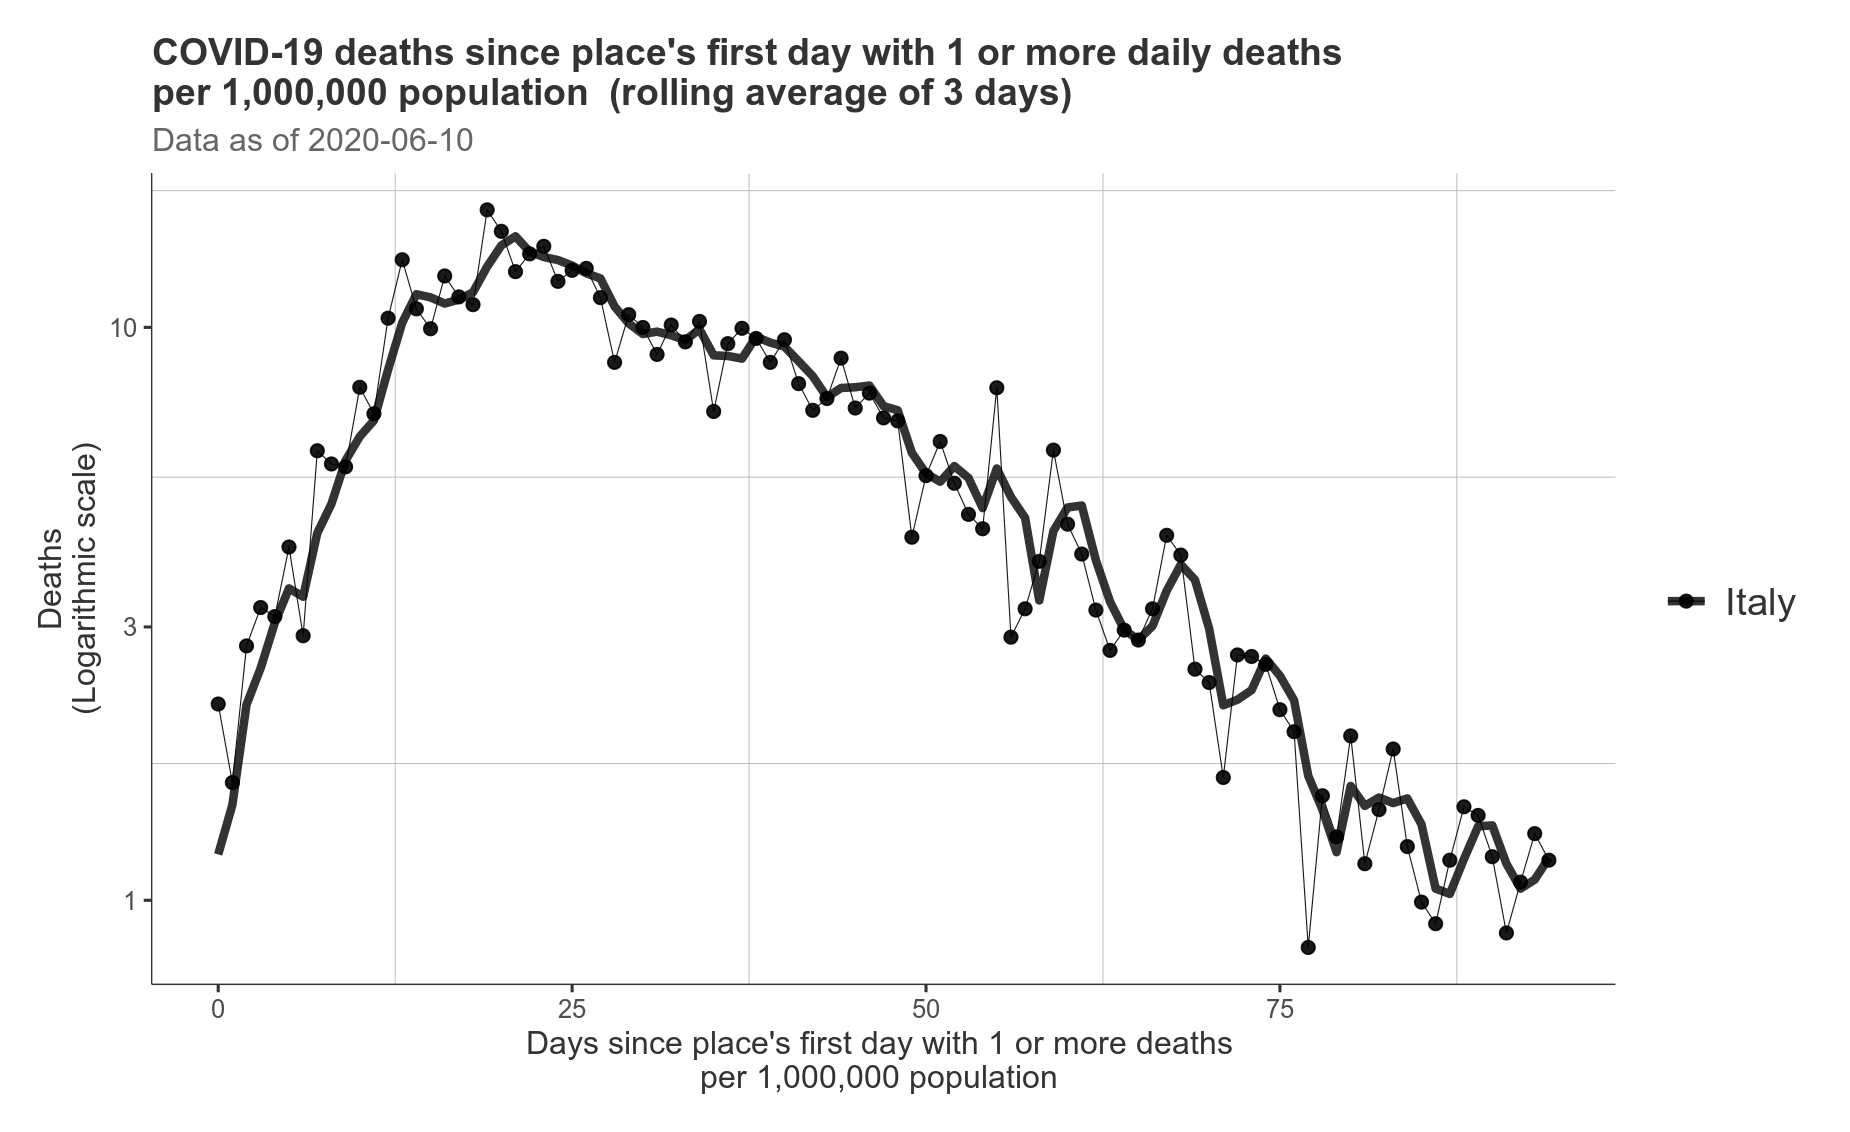 COVID-19 deaths since place's first day with 1 or more daily deaths
per 1,000,000 population  (rolling average of 3 days)
Data as of 2020-06-10
Deaths
(Logarithmic scale)
10
3
1
0
25
50
75
Days since place's first day with 1 or more deaths
per 1,000,000 population
Italy